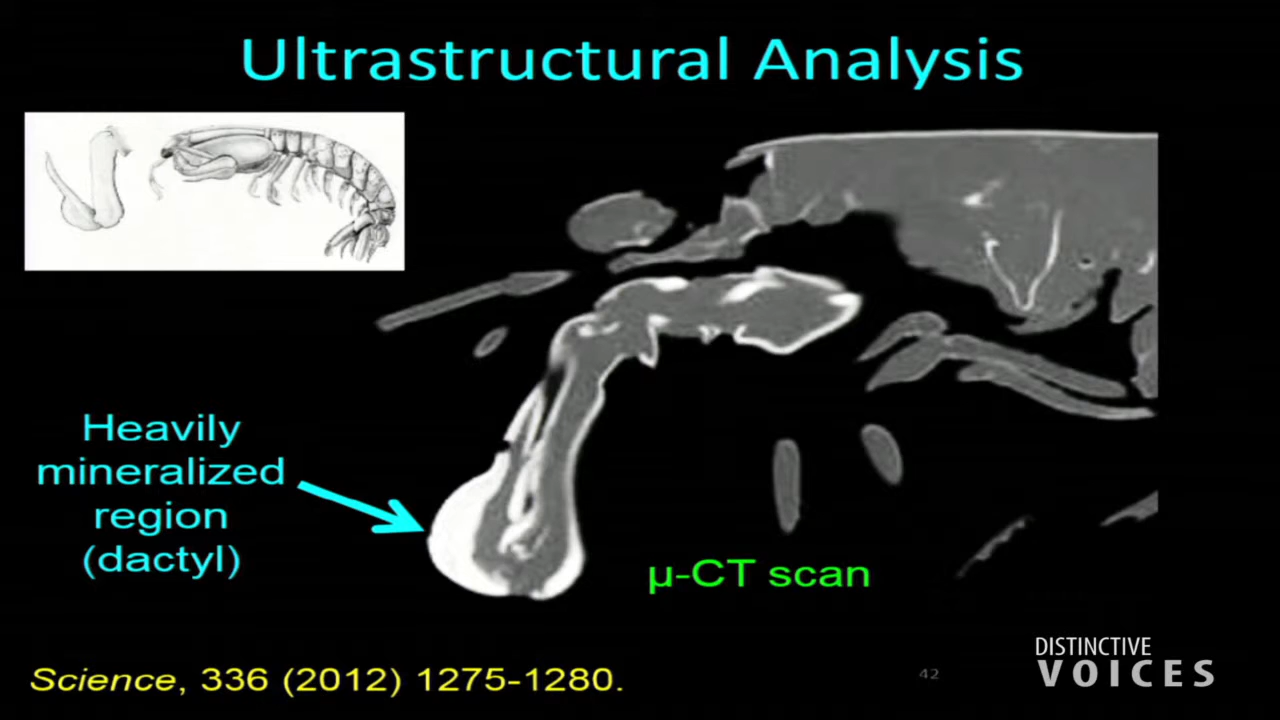 Ultrastructural Analysis
Heavily
mineralized
region
(dactyl)
μ-CT scan
Science, 336 (2012) 1275-1280.
42
DISTINCTIVE
VOICES